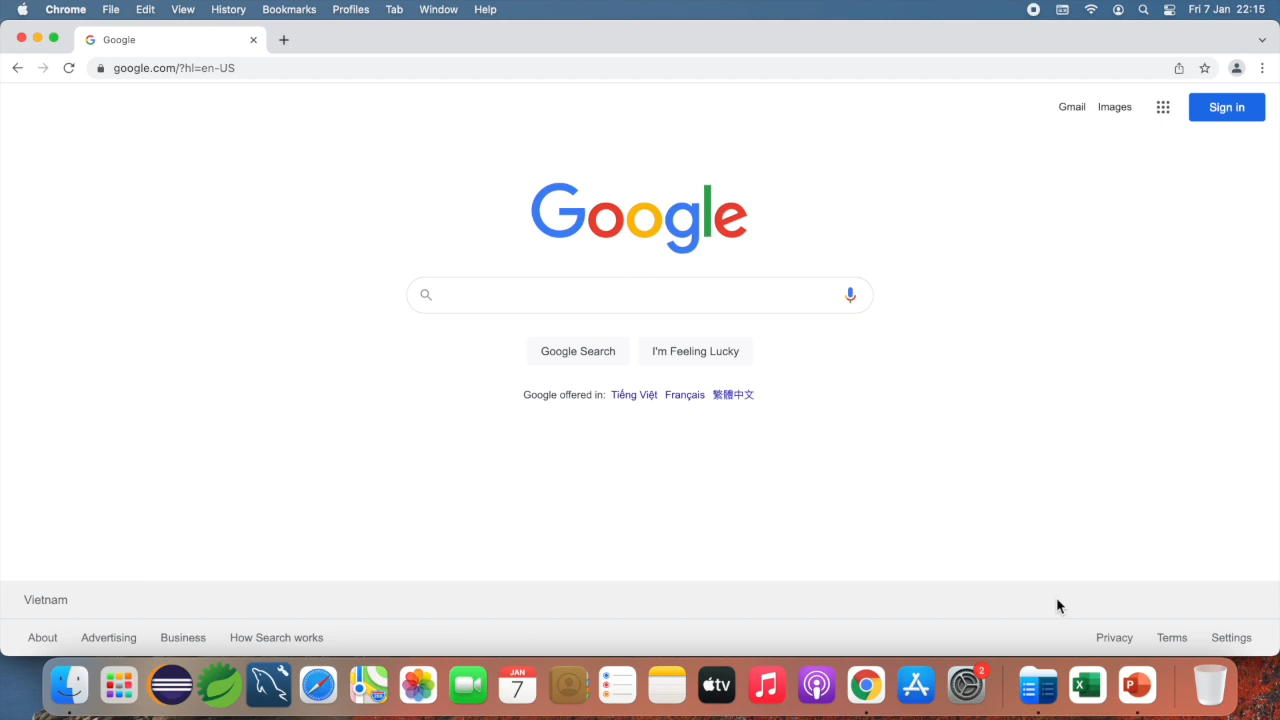 Chrome File Edit View History Bookmarks Profiles Tab Window Help Fri 7 Jan 22:15
Google
google.com/?hl=en-US
Gmail Images Sign in
Google
Google Search I'm Feeling Lucky
Google offered in: Tiếng Việt Français 繁體中文
Vietnam
About Advertising Business How Search works Privacy Terms Settings
JAN
7
tv
2
X
P